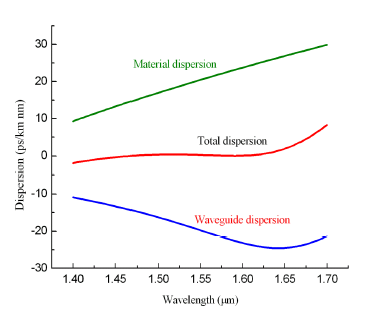 30
20
10
0
-10
-20
-30
Dispersion (ps/km nm)
Material dispersion
Total dispersion
Waveguide dispersion
1.40 1.45 1.50 1.55 1.60 1.65 1.70
Wavelength (μm)